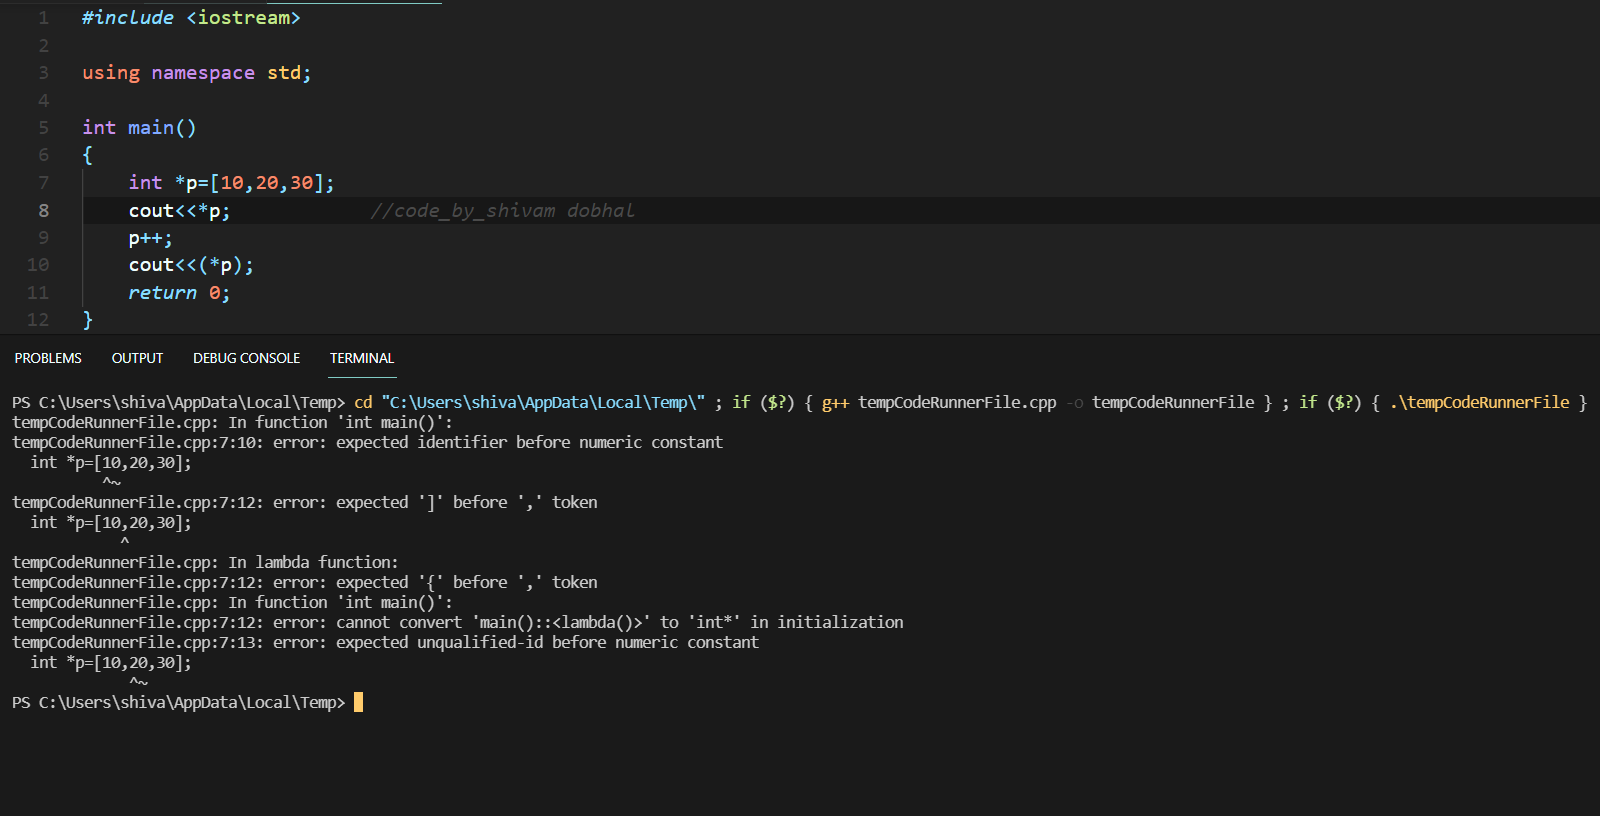 1 #include <iostream>
2
3 using namespace std;
4
5 int main()
6 {
7 int *p=[10,20,30];
8 cout<<*p; //code_by_shivam dobhal
9 p++;
10 cout<<(*p);
11 return 0;
12 }
PROBLEMS OUTPUT DEBUG CONSOLE TERMINAL
PS C:\Users\shiva\AppData\Local\Temp> cd "C:\Users\shiva\AppData\Local\Temp\" ; if ($?) { g++ tempCodeRunnerFile.cpp -o tempCodeRunnerFile } ; if ($?) { .\tempCodeRunnerFile }
tempCodeRunnerFile.cpp: In function 'int main()':
tempCodeRunnerFile.cpp:7:10: error: expected identifier before numeric constant
int *p=[10,20,30];
^~
tempCodeRunnerFile.cpp:7:12: error: expected ']' before ',' token
int *p=[10,20,30];
^
tempCodeRunnerFile.cpp: In lambda function:
tempCodeRunnerFile.cpp:7:12: error: expected '{' before ',' token
tempCodeRunnerFile.cpp: In function 'int main()':
tempCodeRunnerFile.cpp:7:12: error: cannot convert 'main()::<lambda()>' to 'int*' in initialization
tempCodeRunnerFile.cpp:7:13: error: expected unqualified-id before numeric constant
int *p=[10,20,30];
^~
PS C:\Users\shiva\AppData\Local\Temp>